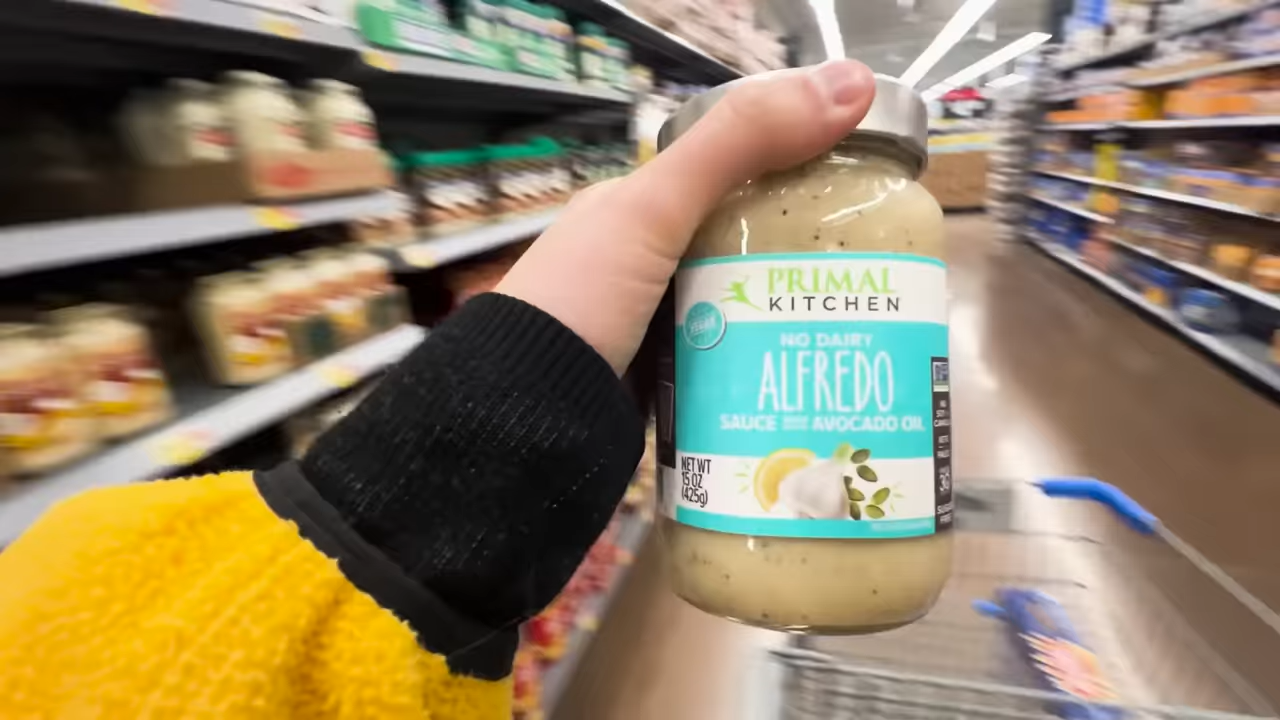 PRIMAL
KITCHEN
VEGAN
NO DAIRY
ALFREDO
SAUCE AVOCADO OIL
NET WT
15 OZ
(425g)